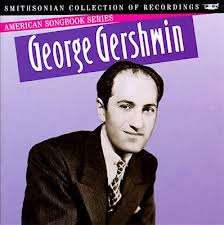 SMITHSONIAN COLLECTION OF RECORDINGS
AMERICAN SONGBOOK SERIES
George Gershwin